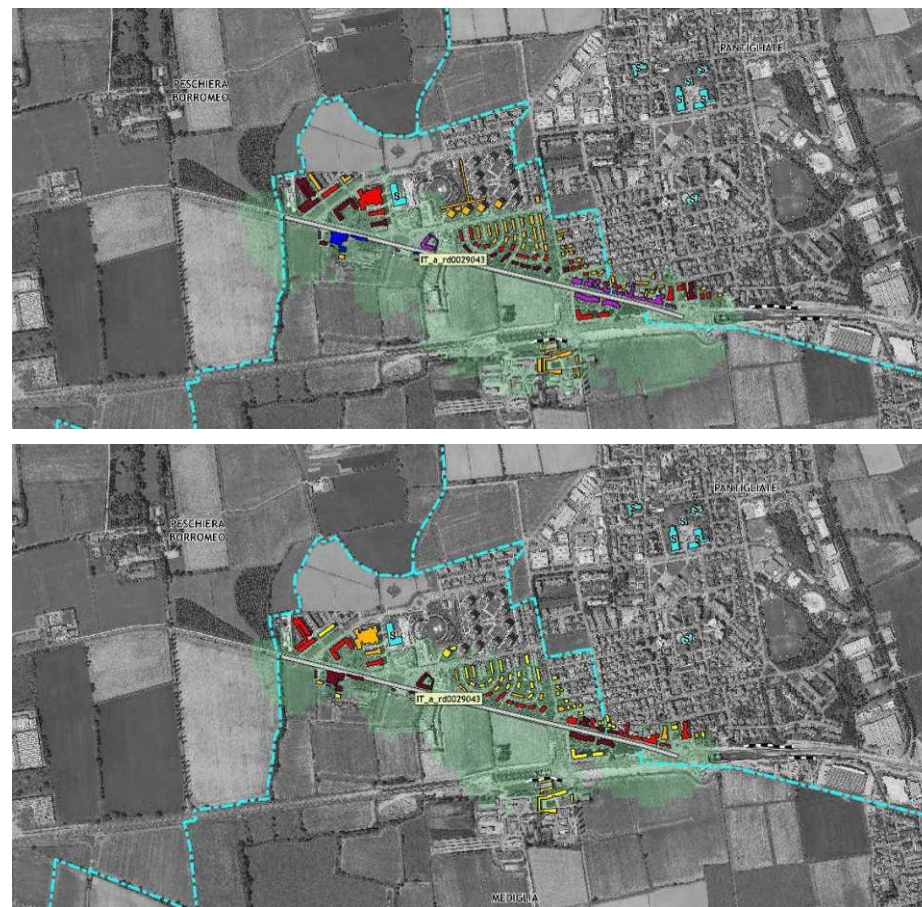 PANTIGLIATE
PESCHIERA
BORROMEO
S
S
S
S
IT_a_rd0029043
PANTIGLIATE
PESCHIERA
BORROMEO
S
S
S
S
IT_a_rd0029043
MEDIGLIA